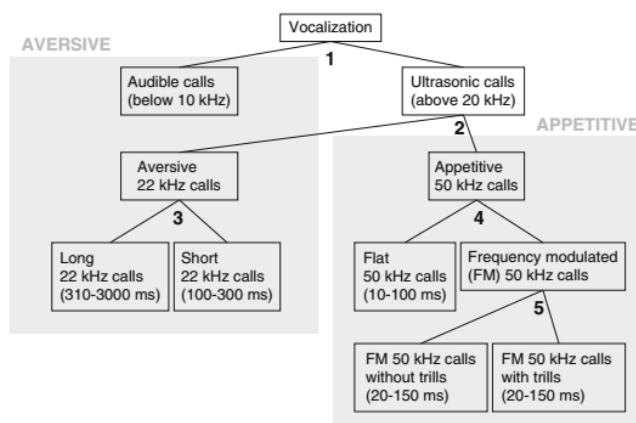 Vocalization
AVERSIVE
1
Audible calls
(below 10 kHz)
Ultrasonic calls
(above 20 kHz)
2
APPETITIVE
Aversive
22 kHz calls
Appetitive
50 kHz calls
3
4
Long
22 kHz calls
(310-3000 ms)
Short
22 kHz calls
(100-300 ms)
Flat
50 kHz calls
(10-100 ms)
Frequency modulated
(FM) 50 kHz calls
5
FM 50 kHz calls
without trills
(20-150 ms)
FM 50 kHz calls
with trills
(20-150 ms)